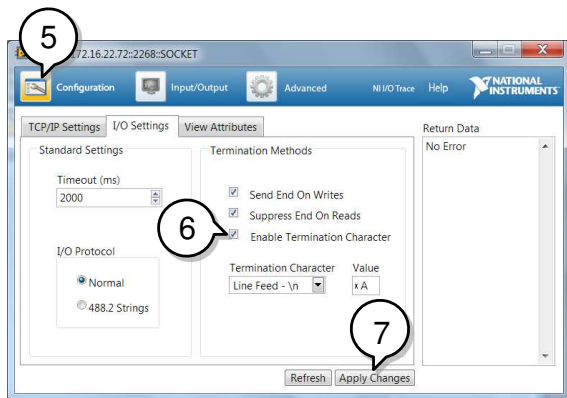 5
72.16.22.72::2268::SOCKET
Configuration Input/Output Advanced NI I/O Trace Help NATIONAL INSTRUMENTS
TCP/IP Settings I/O Settings View Attributes
Return Data
Standard Settings
Termination Methods
No Error
Timeout (ms)
2000
Send End On Writes
Suppress End On Reads
6
Enable Termination Character
I/O Protocol
Termination Character Value
Normal
Line Feed - \n xA
488.2 Strings
7
Refresh Apply Changes